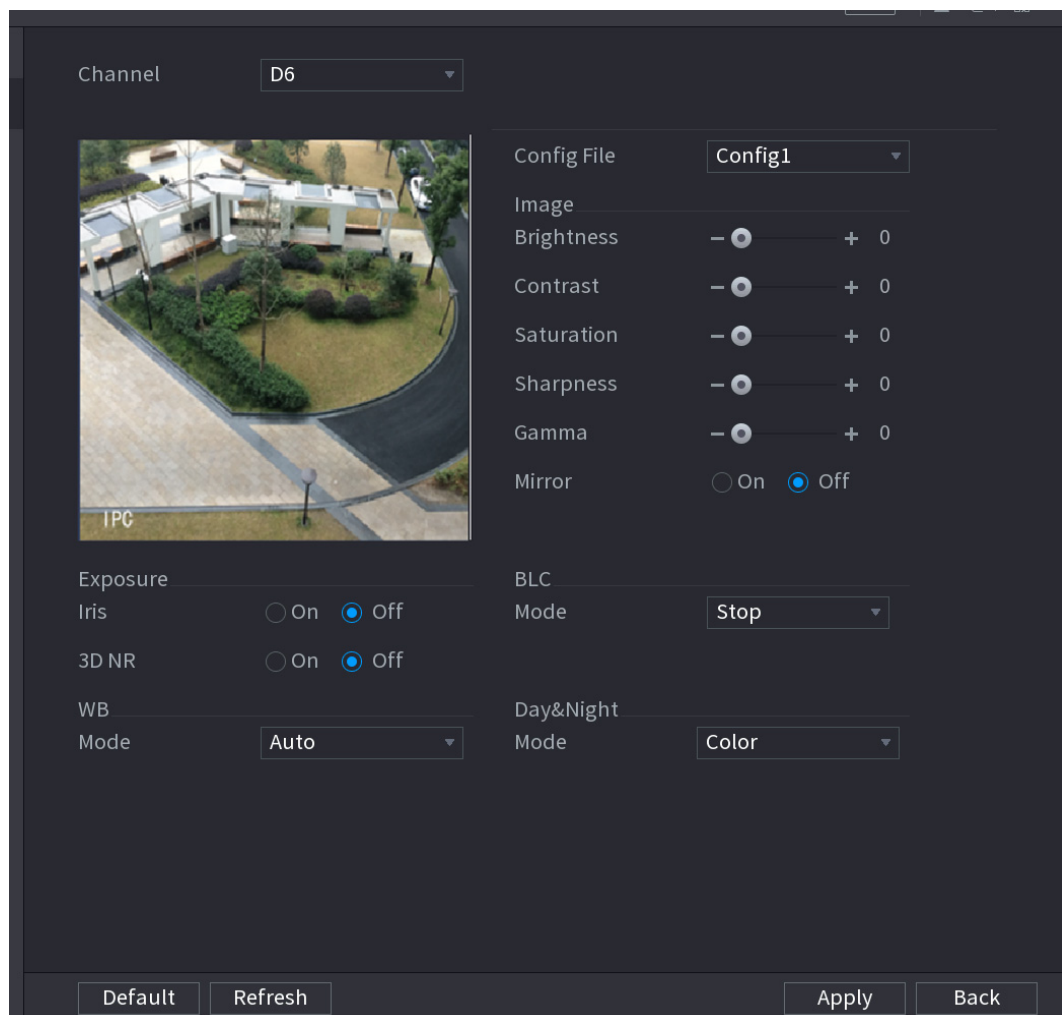 Channel D6
Config File Config1
Image
Brightness − + 0
Contrast − + 0
Saturation − + 0
Sharpness − + 0
Gamma − + 0
Mirror On Off
IPC
Exposure
Iris On Off
3D NR On Off
BLC
Mode Stop
WB
Mode Auto
Day&Night
Mode Color
Default Refresh Apply Back